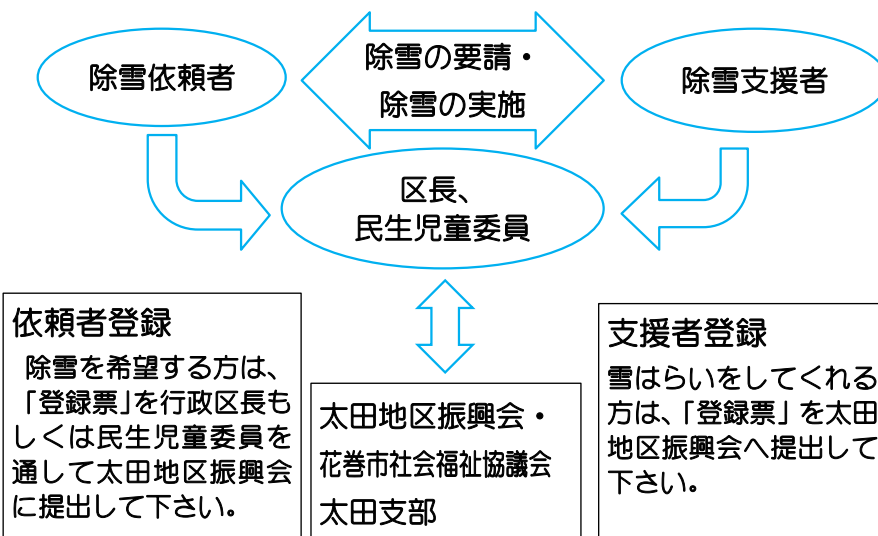 除雪依頼者
除雪の要請・
除雪の実施
除雪支援者
区長、
民生児童委員
依頼者登録
除雪を希望する方は、
「登録票」を行政区長も
しくは民生児童委員を
通して太田地区振興会
に提出して下さい。
太田地区振興会・
花巻市社会福祉協議会
太田支部
支援者登録
雪はらいをしてくれる
方は、「登録票」を太田
地区振興会へ提出して
下さい。